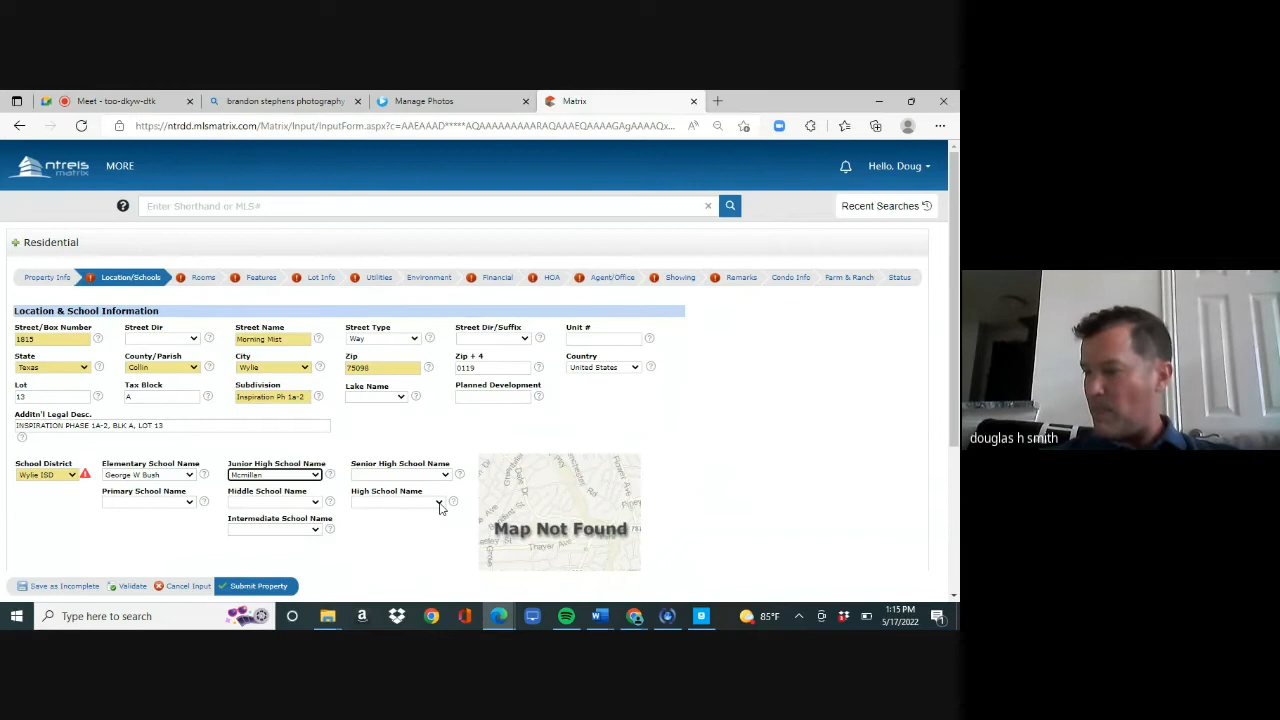 Meet - too-dkyw-dtk
brandon stephens photography
Manage Photos
Matrix
https://ntrdd.mlsmatrix.com/Matrix/Input/InputForm.aspx?c=AAEAAAD*****AQAAAAAAAAARAQAAAEQAAAAGAgAAAAQx...
ntreis matrix
MORE
Hello, Doug
Enter Shorthand or MLS#
Recent Searches
Residential
Property Info
Location/Schools
Rooms
Features
Lot Info
Utilities
Environment
Financial
HOA
Agent/Office
Showing
Remarks
Condo Info
Farm & Ranch
Status
Location & School Information
Street/Box Number Street Dir Street Name Street Type Street Dir/Suffix Unit #
1815 Morning Mist Way
State County/Parish City Zip Zip + 4 Country
Texas Collin Wylie 75098 0119 United States
Lot Tax Block Subdivision Lake Name Planned Development
13 A Inspiration Ph 1a-2
Additn'l Legal Desc.
INSPIRATION PHASE 1A-2, BLK A, LOT 13
School District Elementary School Name Junior High School Name Senior High School Name
Wylie ISD George W Bush Mcmillan
Primary School Name Middle School Name High School Name
Intermediate School Name
Map Not Found
Save as Incomplete Validate Cancel Input Submit Property
Type here to search
85°F
1:15 PM
5/17/2022
douglas h smith